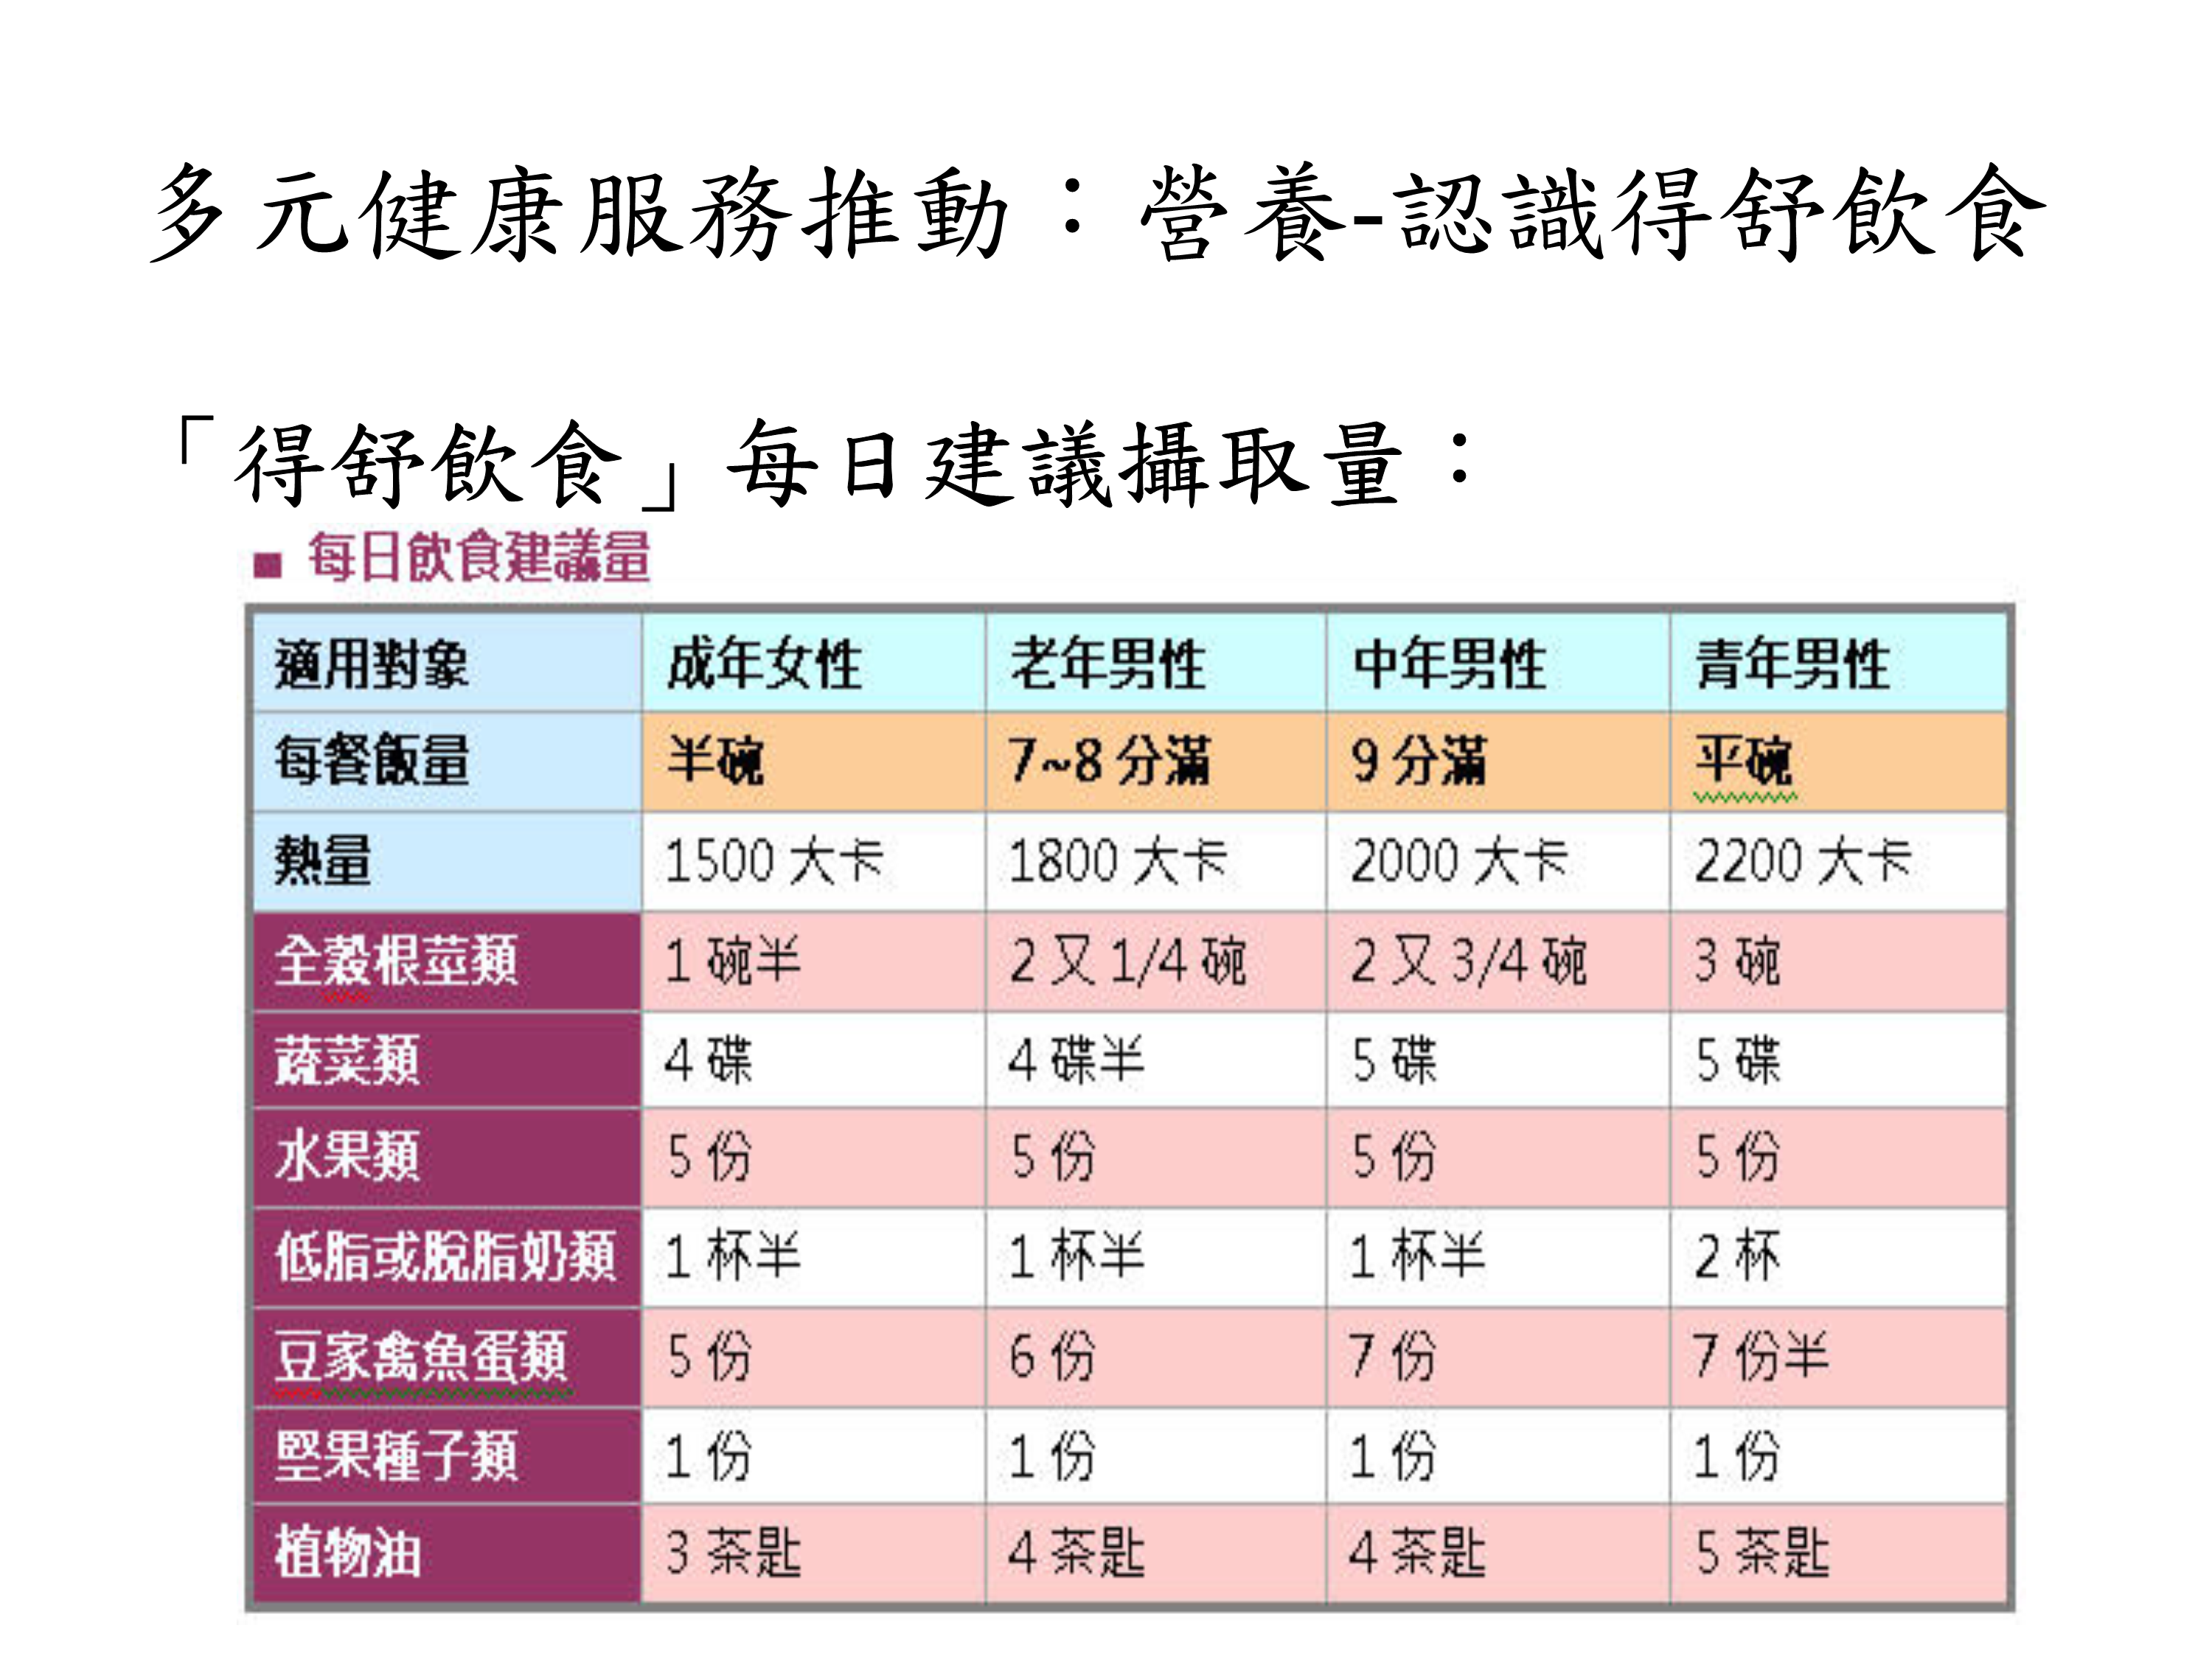 多元健康服務推動：營養-認識得舒飲食
「得舒飲食」每日建議攝取量：
■ 每日飲食建議量
適用對象 成年女性 老年男性 中年男性 青年男性
每餐飯量 半碗 7~8 分滿 9 分滿 平碗
熱量 1500 大卡 1800 大卡 2000 大卡 2200 大卡
全穀根莖類 1 碗半 2 又 1/4 碗 2 又 3/4 碗 3 碗
蔬菜類 4 碟 4 碟半 5 碟 5 碟
水果類 5 份 5 份 5 份 5 份
低脂或脫脂奶類 1 杯半 1 杯半 1 杯半 2 杯
豆家禽魚蛋類 5 份 6 份 7 份 7 份半
堅果種子類 1 份 1 份 1 份 1 份
植物油 3 茶匙 4 茶匙 4 茶匙 5 茶匙